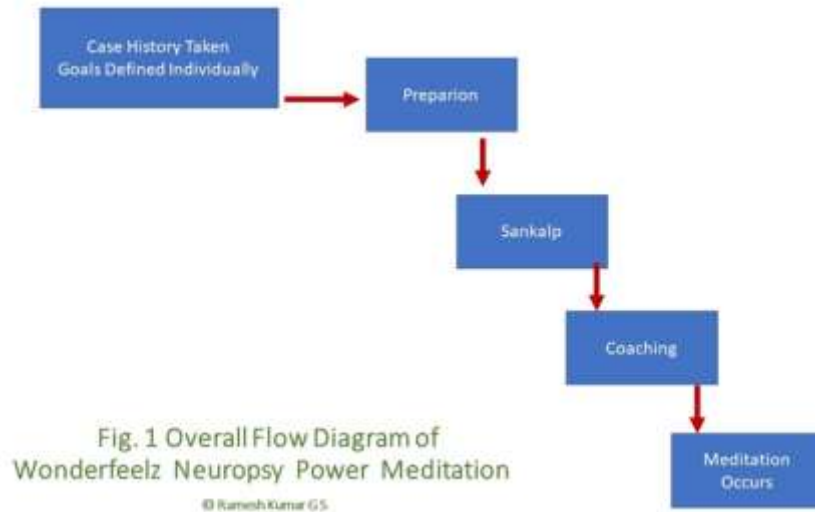 Case History Taken
Goals Defined Individually
Preparion
Sankalp
Coaching
Meditation
Occurs
Fig. 1 Overall Flow Diagram of
Wonderfeelz Neuropsy Power Meditation
© Ramesh Kumar G S